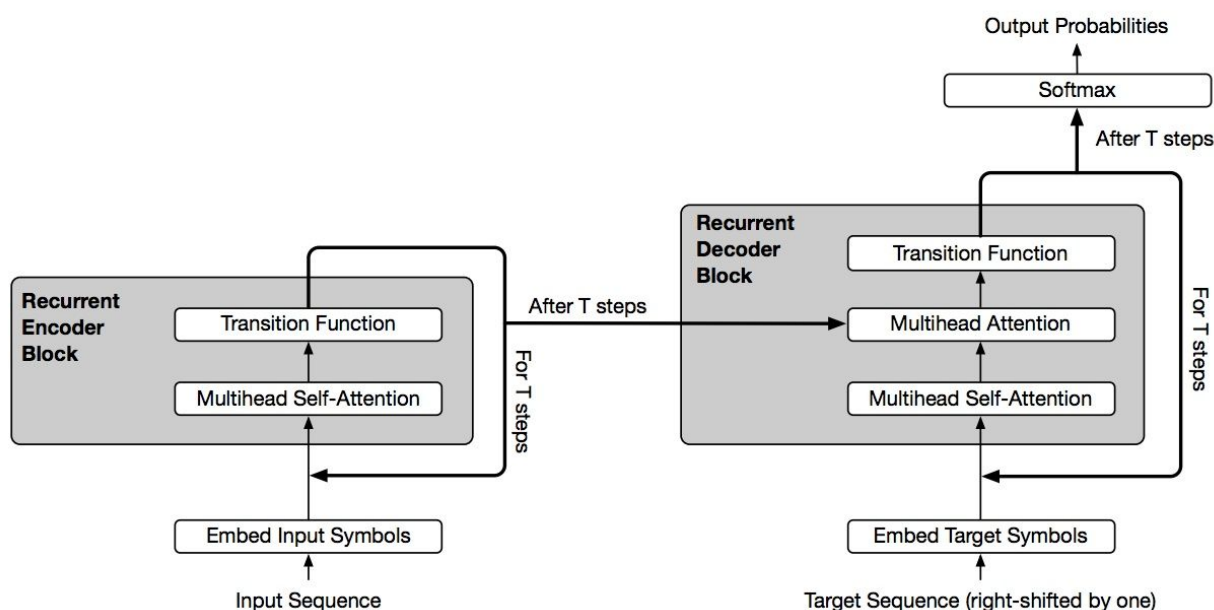 Output Probabilities
Softmax
After T steps
Recurrent
Decoder
Block
Transition Function
Multihead Attention
Multihead Self-Attention
For T steps
Embed Target Symbols
Target Sequence (right-shifted by one)
After T steps
Recurrent
Encoder
Block
Transition Function
Multihead Self-Attention
For T steps
Embed Input Symbols
Input Sequence